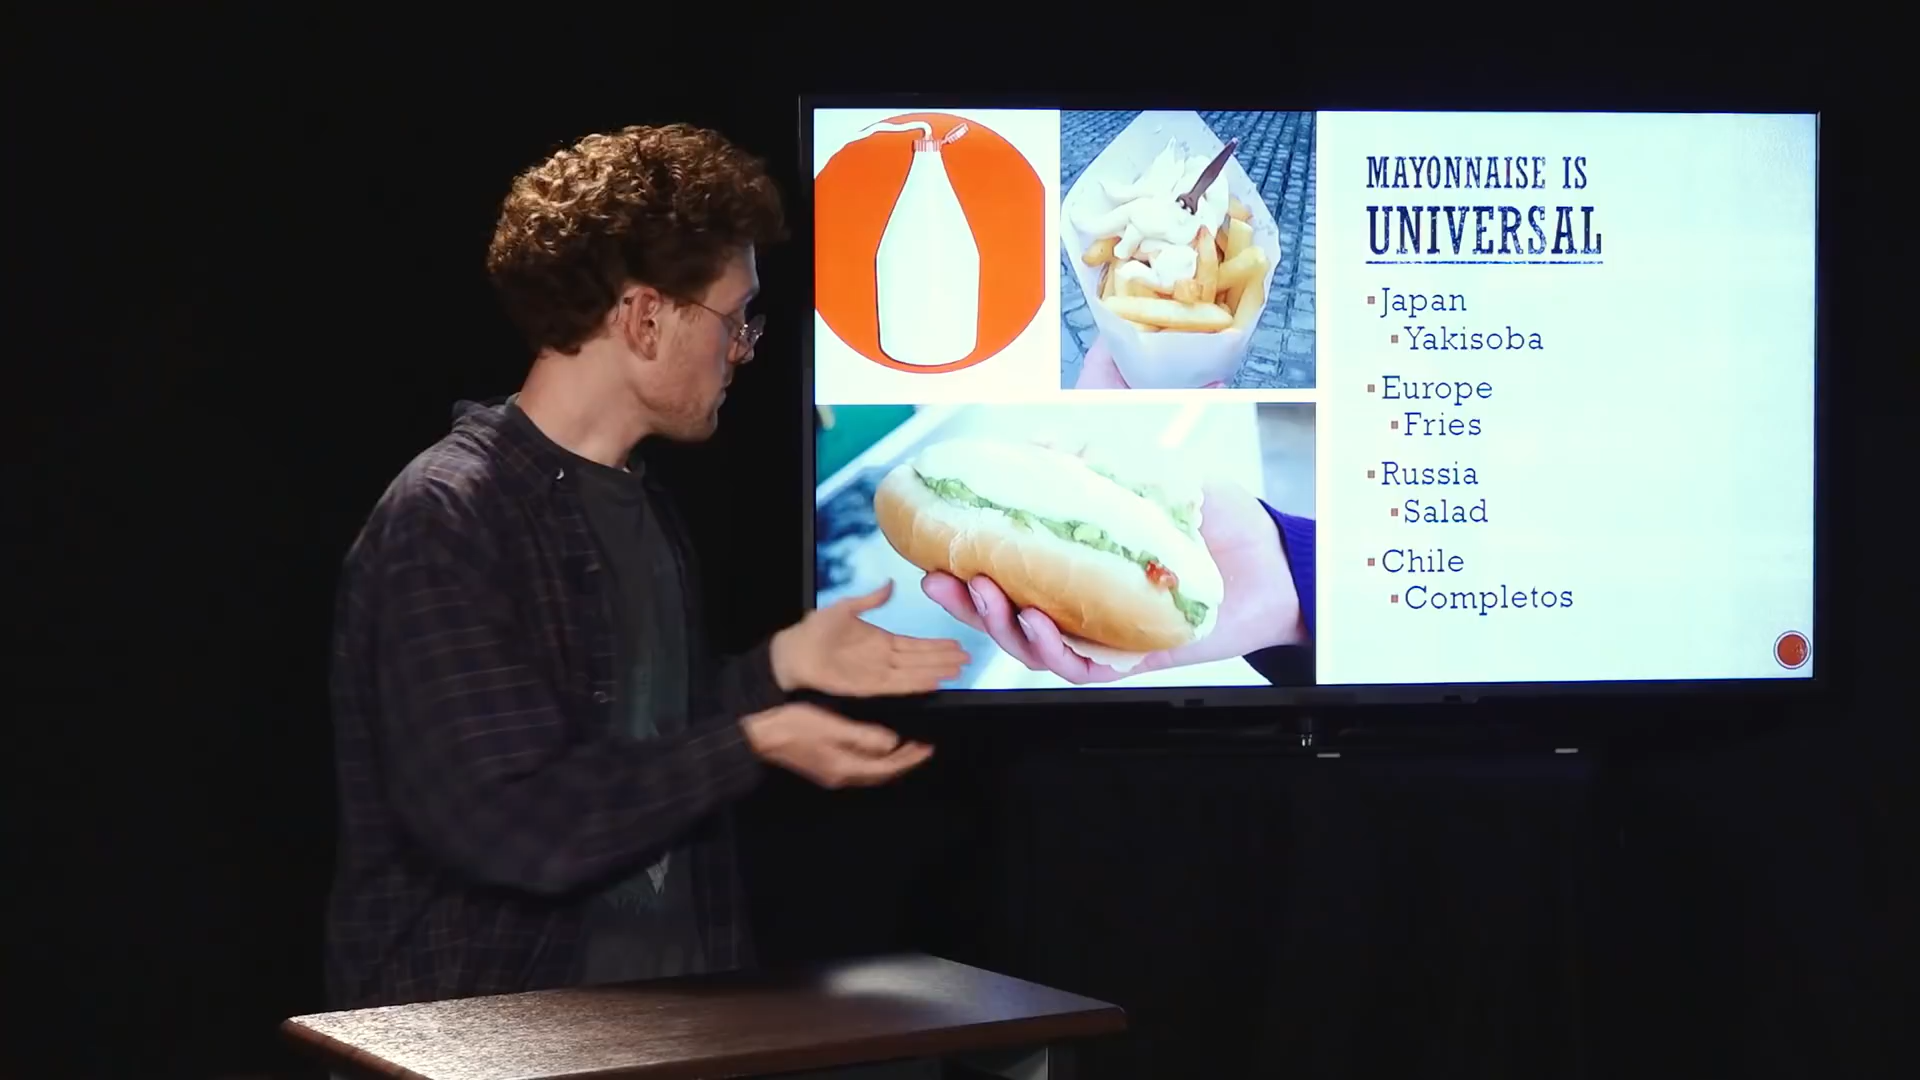 MAYONNAISE IS
UNIVERSAL
▪Japan
▪Yakisoba
▪Europe
▪Fries
▪Russia
▪Salad
▪Chile
▪Completos